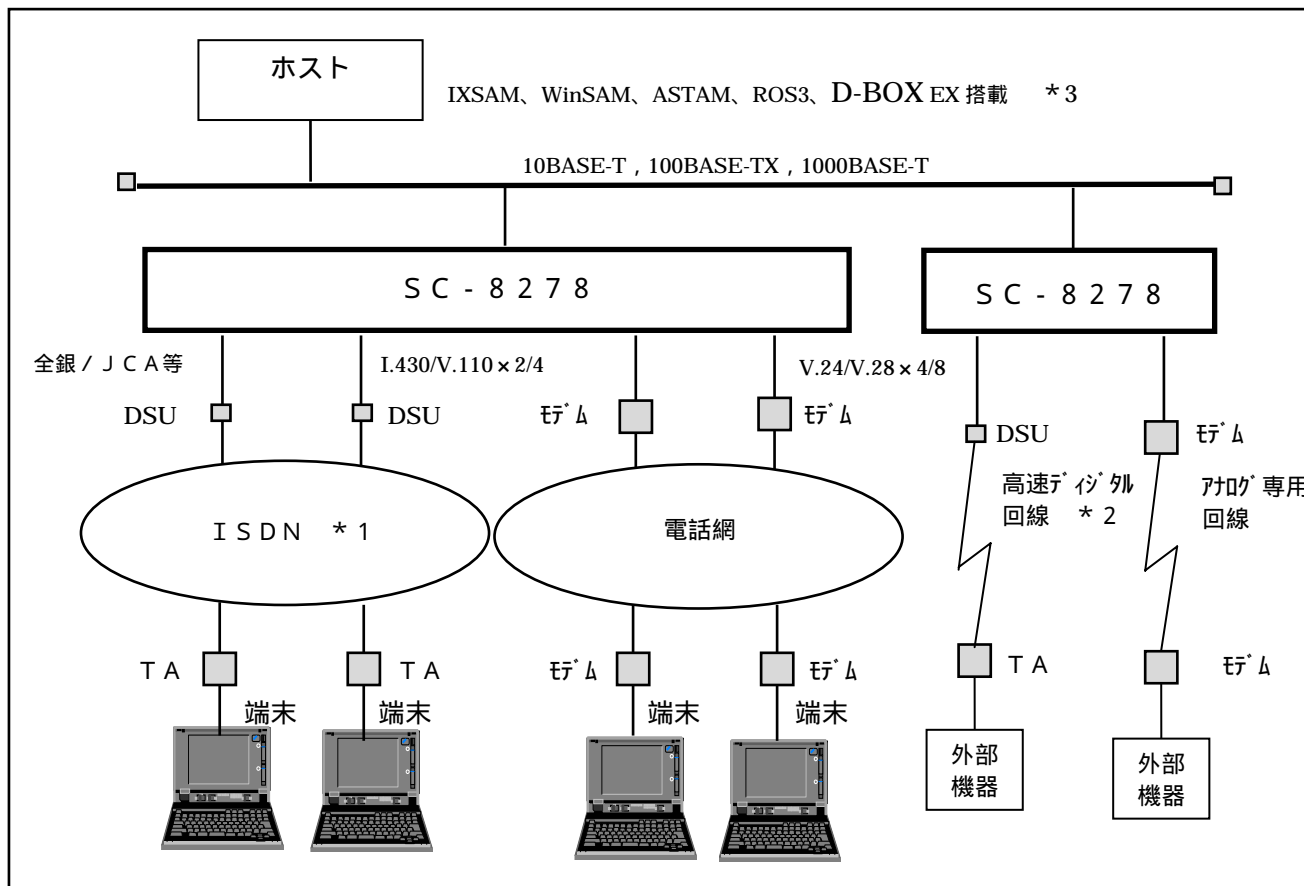 ホスト
IXSAM、WinSAM、ASTAM、ROS3、D-BOX EX 搭載 *3
10BASE-T , 100BASE-TX , 1000BASE-T
ＳＣ-８２７８
ＳＣ-８２７８
全銀/ＪＣＡ等
I.430/V.110×2/4
V.24/V.28×4/8
DSU
DSU
ﾓﾃﾞﾑ
ﾓﾃﾞﾑ
DSU
ﾓﾃﾞﾑ
ＩＳＤＮ *1
電話網
高速ﾃﾞｨｼﾞﾀﾙ
回線 *2
ｱﾅﾛｸﾞ専用
回線
ＴＡ
ＴＡ
ﾓﾃﾞﾑ
ﾓﾃﾞﾑ
ＴＡ
ﾓﾃﾞﾑ
端末
端末
端末
端末
外部
機器
外部
機器